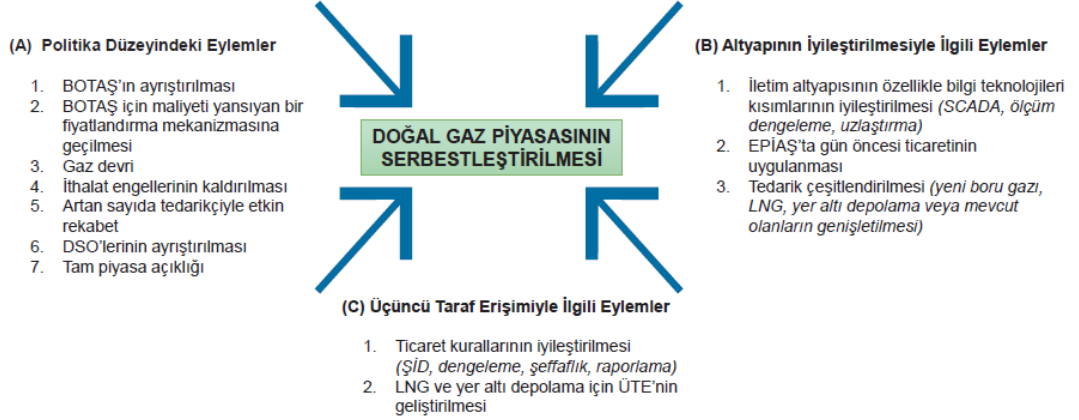 (A) Politika Düzeyindeki Eylemler
1. BOTAŞ'ın ayrıştırılması
2. BOTAŞ için maliyeti yansıyan bir
fiyatlandırma mekanizmasına
geçilmesi
3. Gaz devri
4. İthalat engellerinin kaldırılması
5. Artan sayıda tedarikçiyle etkin
rekabet
6. DSO'lerinin ayrıştırılması
7. Tam piyasa açıklığı
DOĞAL GAZ PİYASASININ
SERBESTLEŞTİRİLMESİ
(B) Altyapının İyileştirilmesiyle İlgili Eylemler
1. İletim altyapısının özellikle bilgi teknolojileri
kısımlarının iyileştirilmesi (SCADA, ölçüm
dengeleme, uzlaştırma)
2. EPİAŞ'ta gün öncesi ticaretinin
uygulanması
3. Tedarik çeşitlendirilmesi (yeni boru gazı,
LNG, yer altı depolama veya mevcut
olanların genişletilmesi)
(C) Üçüncü Taraf Erişimiyle İlgili Eylemler
1. Ticaret kurallarının iyileştirilmesi
(ŞİD, dengeleme, şeffaflık, raporlama)
2. LNG ve yer altı depolama için ÜTE'nin
geliştirilmesi